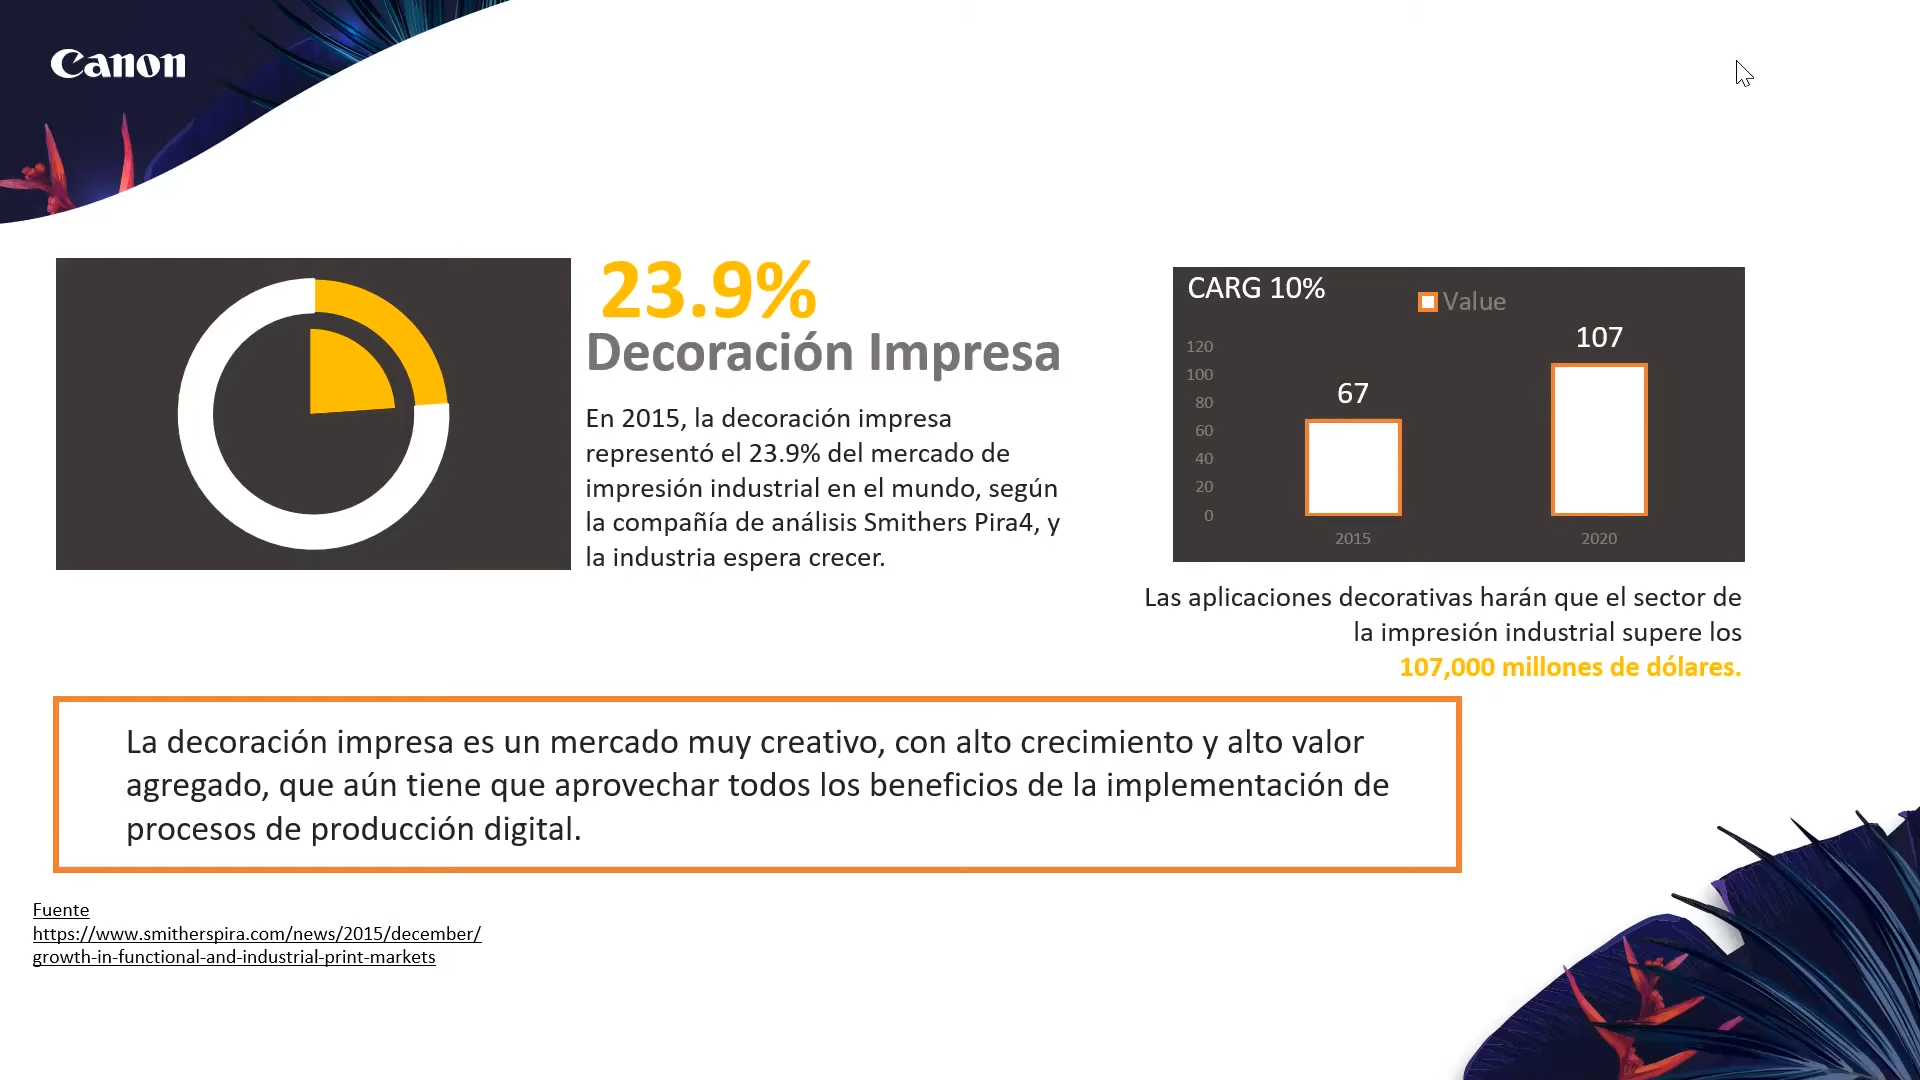 Canon
23.9%
Decoración Impresa
En 2015, la decoración impresa
representó el 23.9% del mercado de
impresión industrial en el mundo, según
la compañía de análisis Smithers Pira4, y
la industria espera crecer.
CARG 10%
Value
120
100
80
60
40
20
0
67
107
2015
2020
Las aplicaciones decorativas harán que el sector de
la impresión industrial supere los
107,000 millones de dólares.
La decoración impresa es un mercado muy creativo, con alto crecimiento y alto valor
agregado, que aún tiene que aprovechar todos los beneficios de la implementación de
procesos de producción digital.
Fuente
https://www.smitherspira.com/news/2015/december/
growth-in-functional-and-industrial-print-markets